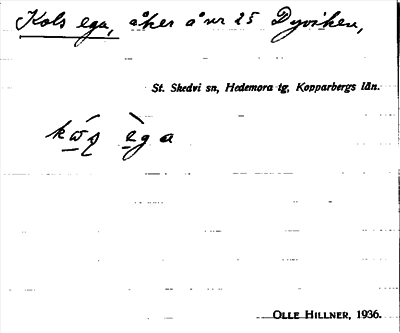 Kols ega, åker å nr 25 Dyviken,
St. Skedvi sn, Hedemora tg, Kopparbergs län.
OLLE HILLNER, 1936.